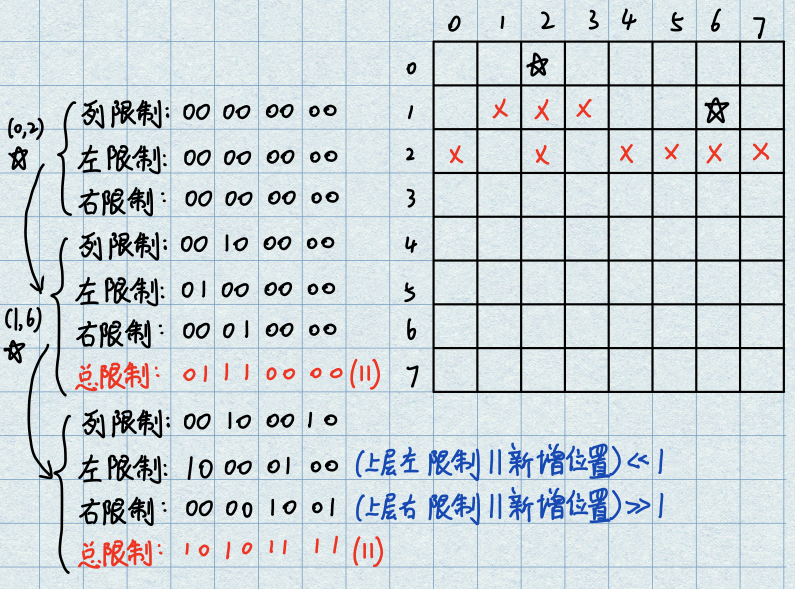 0 1 2 3 4 5 6 7
0
列限制: 00 00 00 00 1 X X X
(0,2)
左限制: 00 00 00 00 2 X X X X X X
右限制: 00 00 00 00 3
列限制: 00 10 00 00 4
左限制: 01 00 00 00 5
(1,6)
右限制: 00 01 00 00 6
总限制: 01 11 00 00 (||) 7
列限制: 00 10 00 10
左限制: 10 00 01 00 (上层左限制||新增位置)<<1
右限制: 00 00 10 01 (上层右限制||新增位置)>>1
总限制: 10 10 11 11 (||)